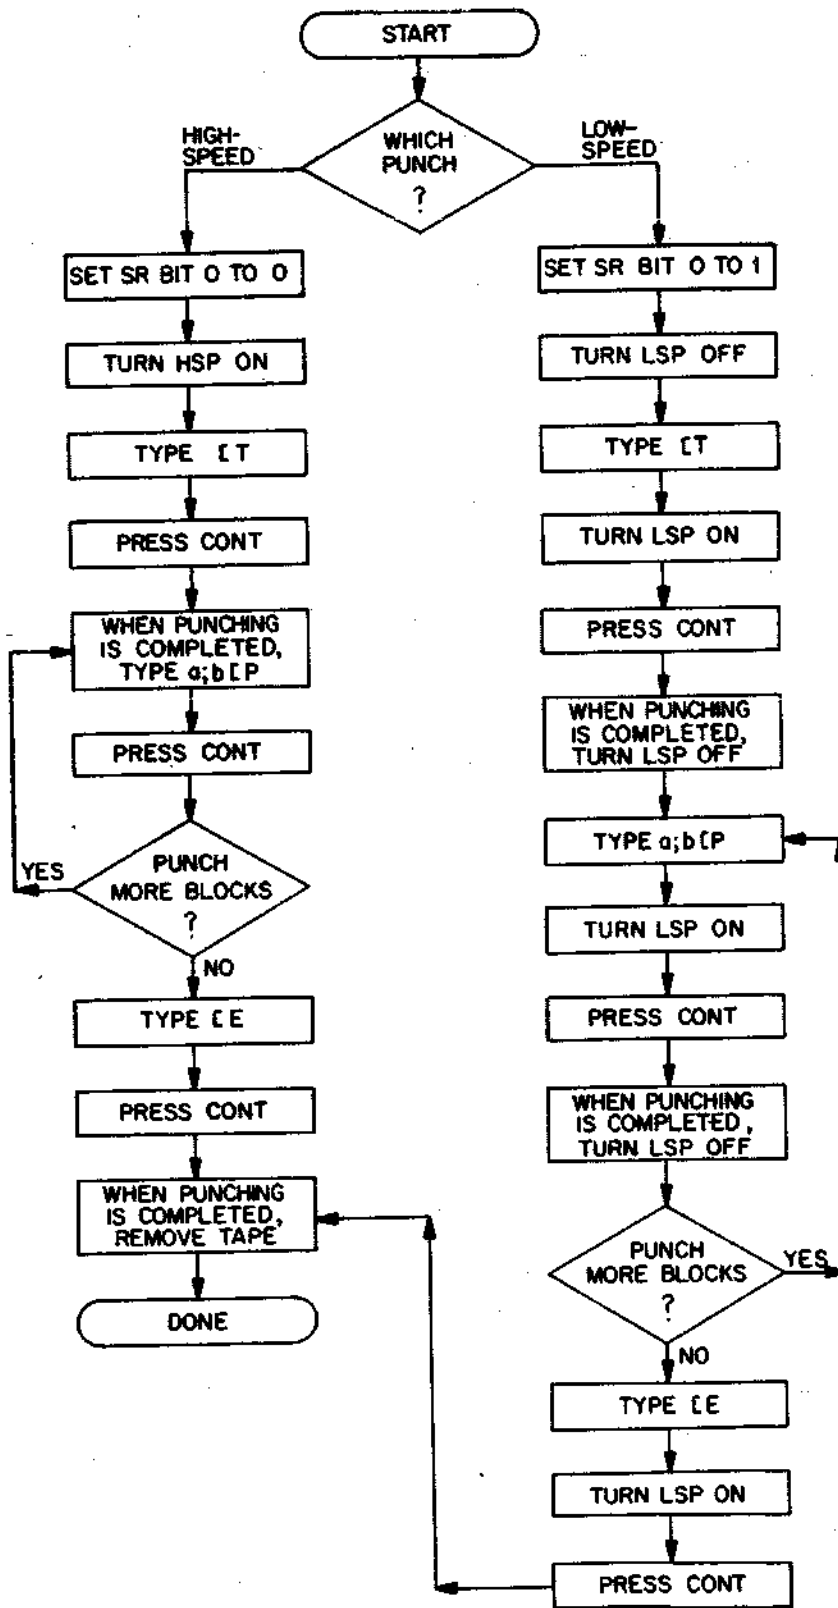 START
WHICH
PUNCH
?
HIGH-
SPEED
SET SR BIT 0 TO 0
TURN HSP ON
TYPE [T
PRESS CONT
WHEN PUNCHING
IS COMPLETED,
TYPE a;b[P
PRESS CONT
PUNCH
MORE BLOCKS
?
YES
NO
TYPE [E
PRESS CONT
WHEN PUNCHING
IS COMPLETED,
REMOVE TAPE
DONE
LOW-
SPEED
SET SR BIT 0 TO 1
TURN LSP OFF
TYPE [T
TURN LSP ON
PRESS CONT
WHEN PUNCHING
IS COMPLETED,
TURN LSP OFF
TYPE a;b[P
TURN LSP ON
PRESS CONT
WHEN PUNCHING
IS COMPLETED,
TURN LSP OFF
PUNCH
MORE BLOCKS
?
YES
NO
TYPE [E
TURN LSP ON
PRESS CONT